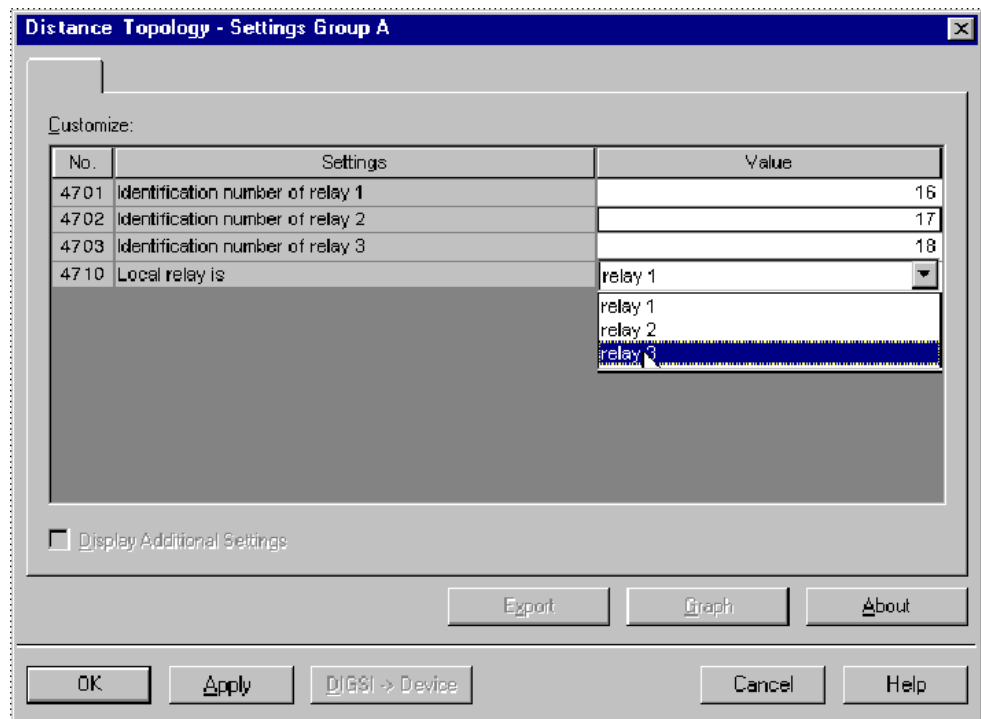 Distance Topology - Settings Group A
Customize:
No. Settings Value
4701 Identification number of relay 1 16
4702 Identification number of relay 2 17
4703 Identification number of relay 3 18
4710 Local relay is relay 1
relay 1
relay 2
relay 3
Display Additional Settings
Export Graph About
OK Apply DIGSI -> Device Cancel Help